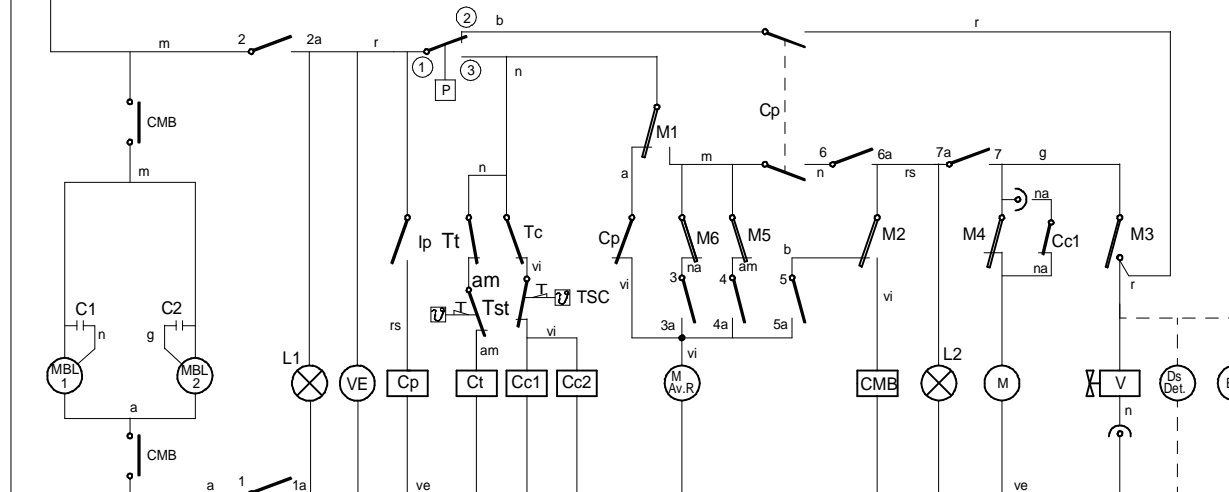 2 b r
m 2 2a r
1 3 n
P
CMB M1 Cp
m 6 6a 7a 7 g
m n n rs
a na
Ip Tt Tc Cp M6 M5 M2 M4 Cc1 M3
b
vi na am na
am 3 4 5 r
ϑ T Tst T ϑ TSC vi vi
C1 C2
n g rs vi 3a 4a 5a
am vi
L1 L2
MBL 1 MBL 2 VE Cp Ct Cc1 Cc2 M Av.R CMB M V Ds Det.
a n
CMB
a 1 1a ve ve